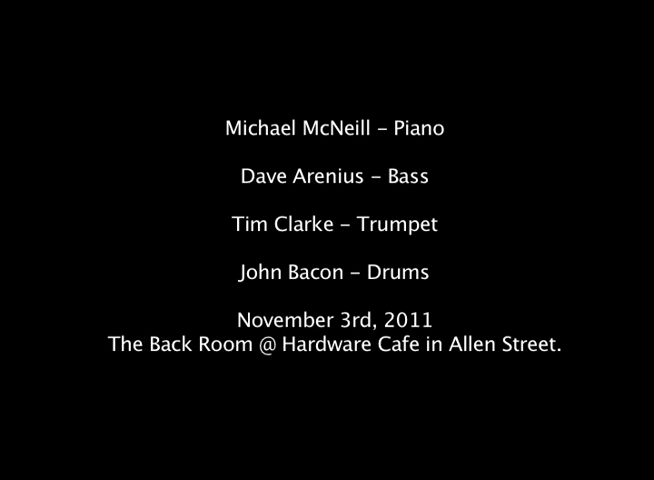 Michael McNeill - Piano
Dave Arenius - Bass
Tim Clarke - Trumpet
John Bacon - Drums
November 3rd, 2011
The Back Room @ Hardware Cafe in Allen Street.